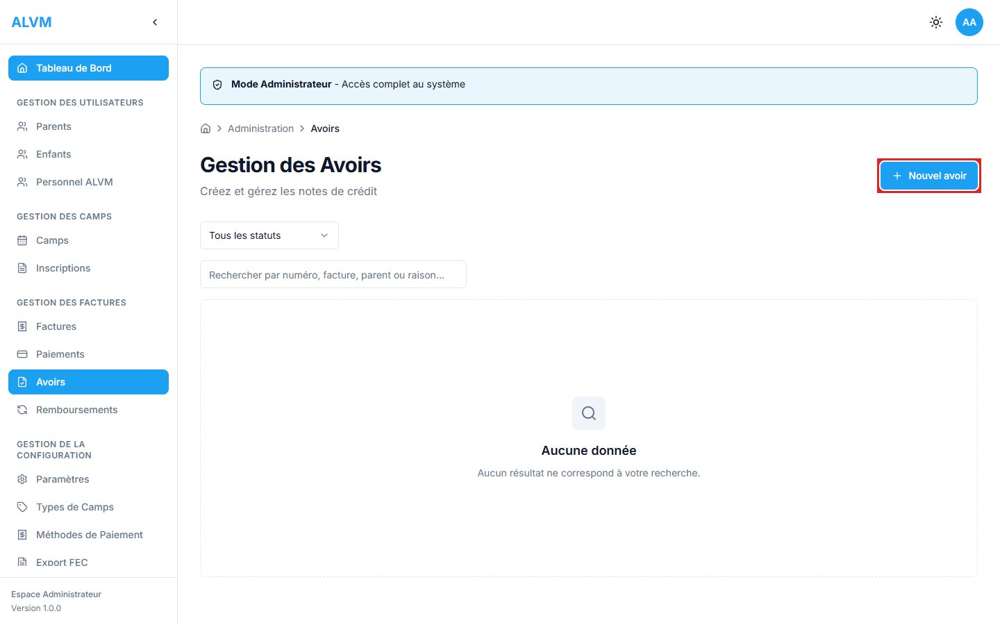 ALVM
AA
Tableau de Bord
GESTION DES UTILISATEURS
Parents
Enfants
Personnel ALVM
GESTION DES CAMPS
Camps
Inscriptions
GESTION DES FACTURES
Factures
Paiements
Avoirs
Remboursements
GESTION DE LA
CONFIGURATION
Paramètres
Types de Camps
Méthodes de Paiement
Export FEC
Espace Administrateur
Version 1.0.0
Mode Administrateur - Accès complet au système
Administration
Avoirs
Gestion des Avoirs
Créez et gérez les notes de crédit
Nouvel avoir
Tous les statuts
Rechercher par numéro, facture, parent ou raison...
Aucune donnée
Aucun résultat ne correspond à votre recherche.